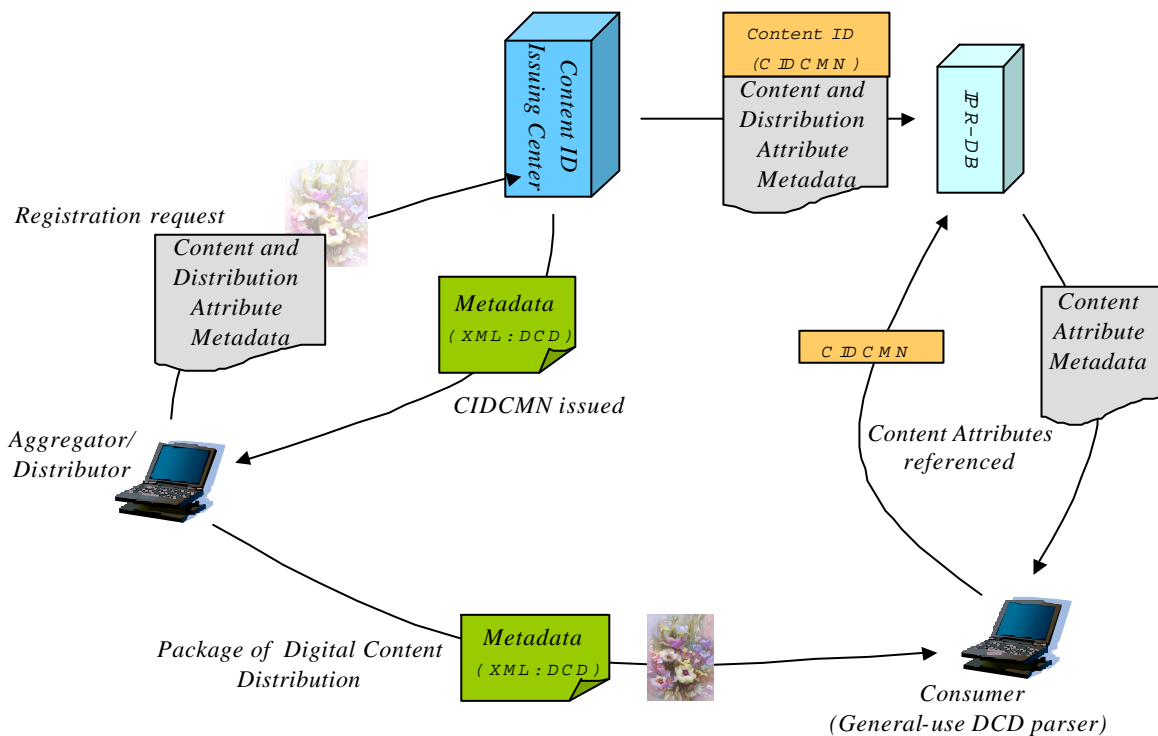 Content ID
Issuing Center
Content ID
(CIDCMN)
Content and
Distribution
Attribute
Metadata
IPR-DB
Registration request
Content and
Distribution
Attribute
Metadata
Metadata
(XML:DCD)
CIDCMN issued
CIDCMN
Content
Attribute
Metadata
Content Attributes
referenced
Aggregator/
Distributor
Package of Digital Content
Distribution
Metadata
(XML:DCD)
Consumer
(General-use DCD parser)